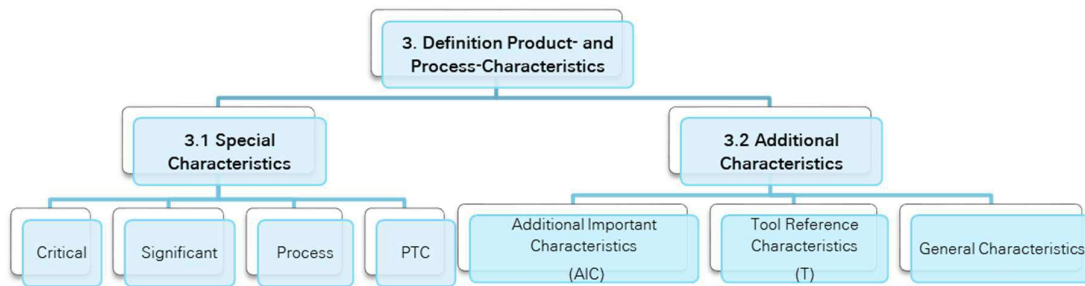 3. Definition Product- and
Process-Characteristics
3.1 Special
Characteristics
3.2 Additional
Characteristics
Critical
Significant
Process
PTC
Additional Important
Characteristics
(AIC)
Tool Reference
Characteristics
(T)
General Characteristics